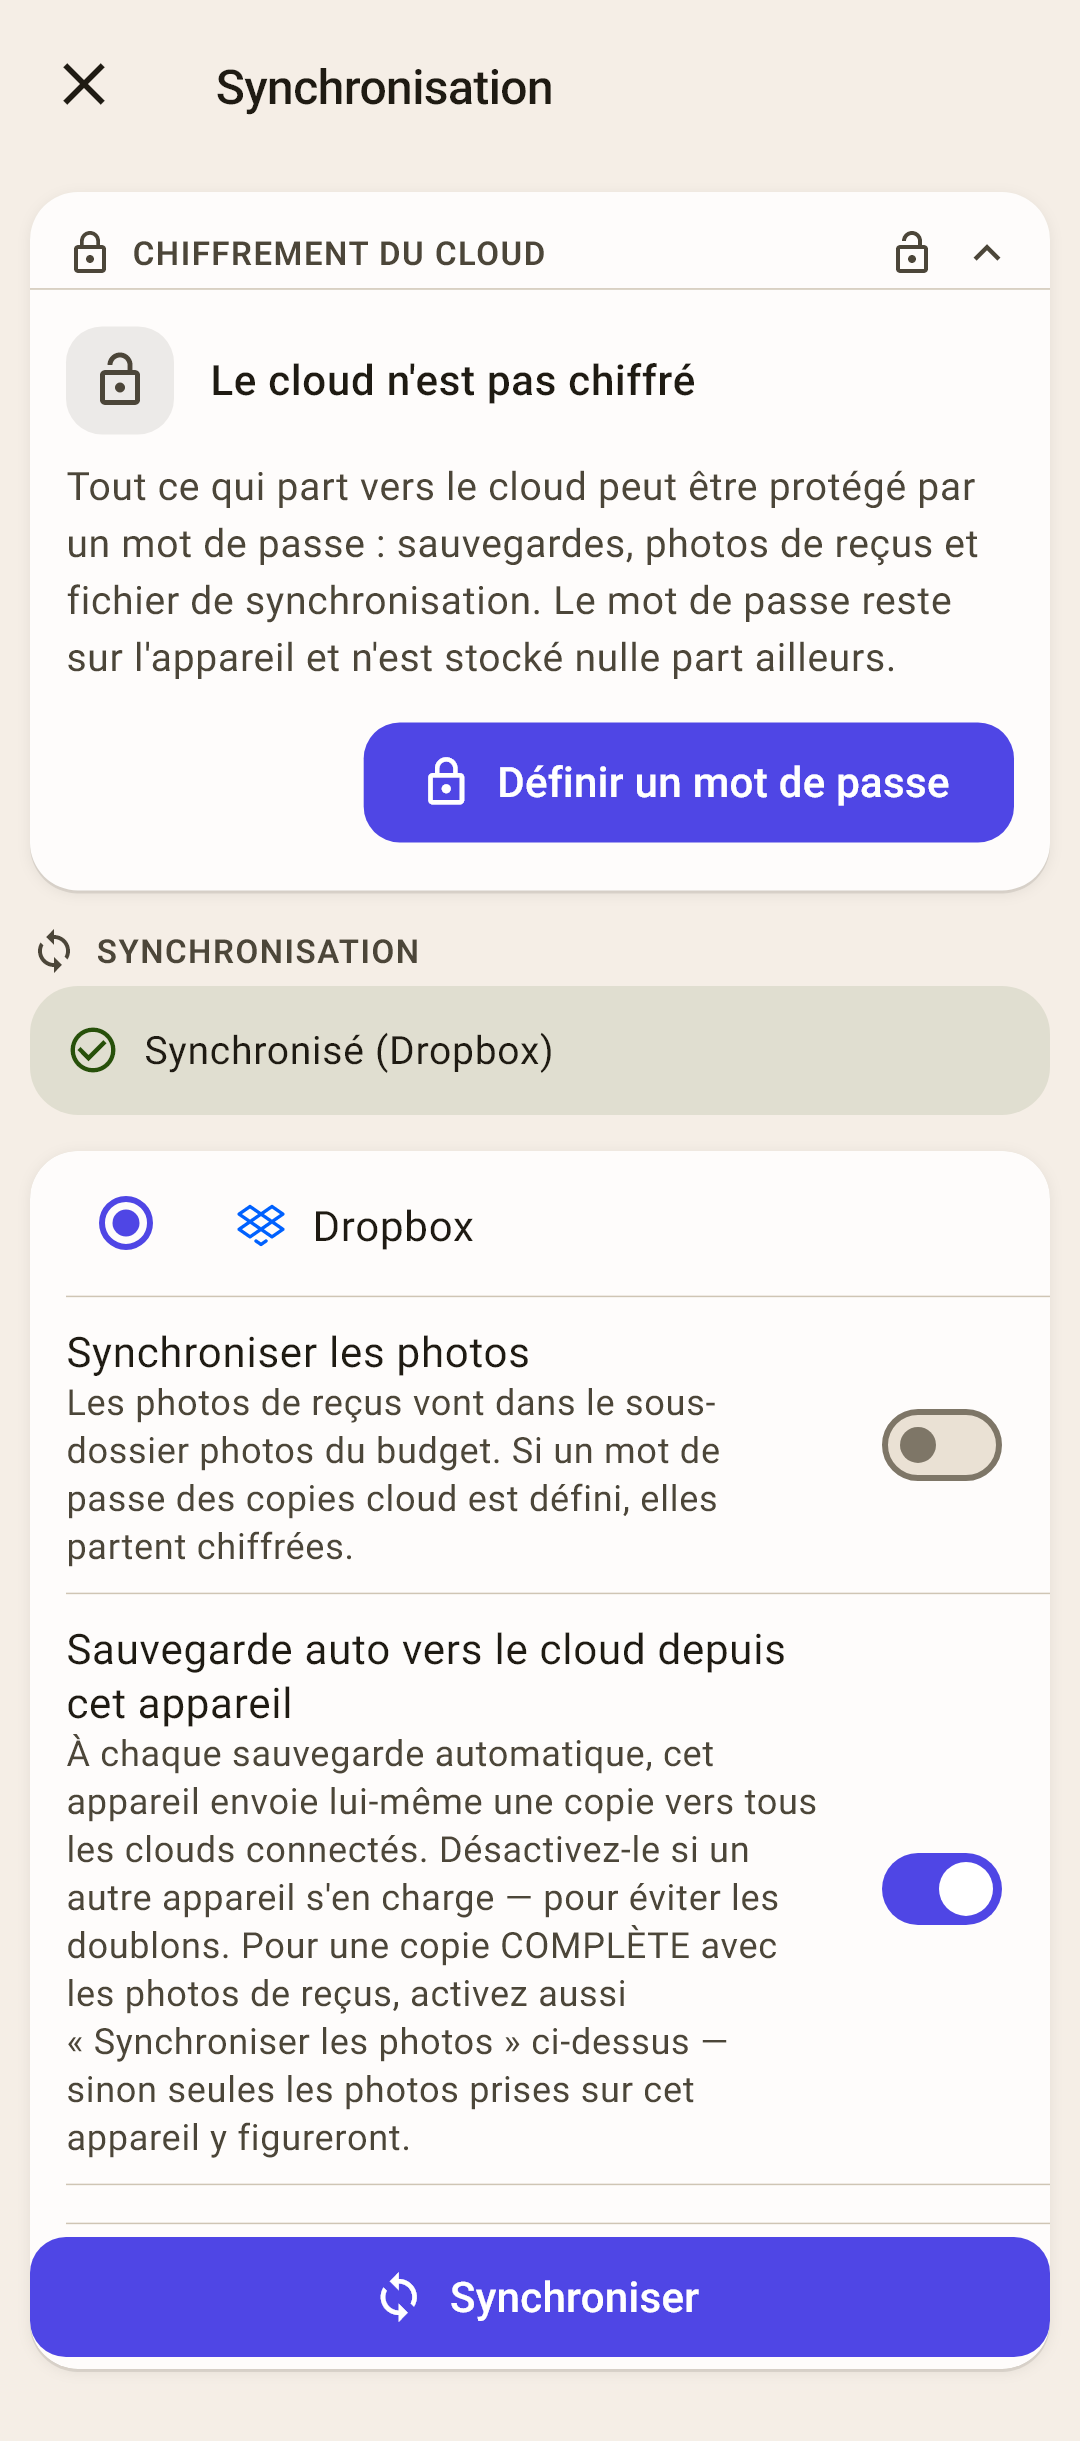 Synchronisation
CHIFFREMENT DU CLOUD
Le cloud n'est pas chiffré
Tout ce qui part vers le cloud peut être protégé par
un mot de passe : sauvegardes, photos de reçus et
fichier de synchronisation. Le mot de passe reste
sur l'appareil et n'est stocké nulle part ailleurs.
Définir un mot de passe
SYNCHRONISATION
Synchronisé (Dropbox)
Dropbox
Synchroniser les photos
Les photos de reçus vont dans le sous-
dossier photos du budget. Si un mot de
passe des copies cloud est défini, elles
partent chiffrées.
Sauvegarde auto vers le cloud depuis
cet appareil
À chaque sauvegarde automatique, cet
appareil envoie lui-même une copie vers tous
les clouds connectés. Désactivez-le si un
autre appareil s'en charge — pour éviter les
doublons. Pour une copie COMPLÈTE avec
les photos de reçus, activez aussi
« Synchroniser les photos » ci-dessus —
sinon seules les photos prises sur cet
appareil y figureront.
Synchroniser